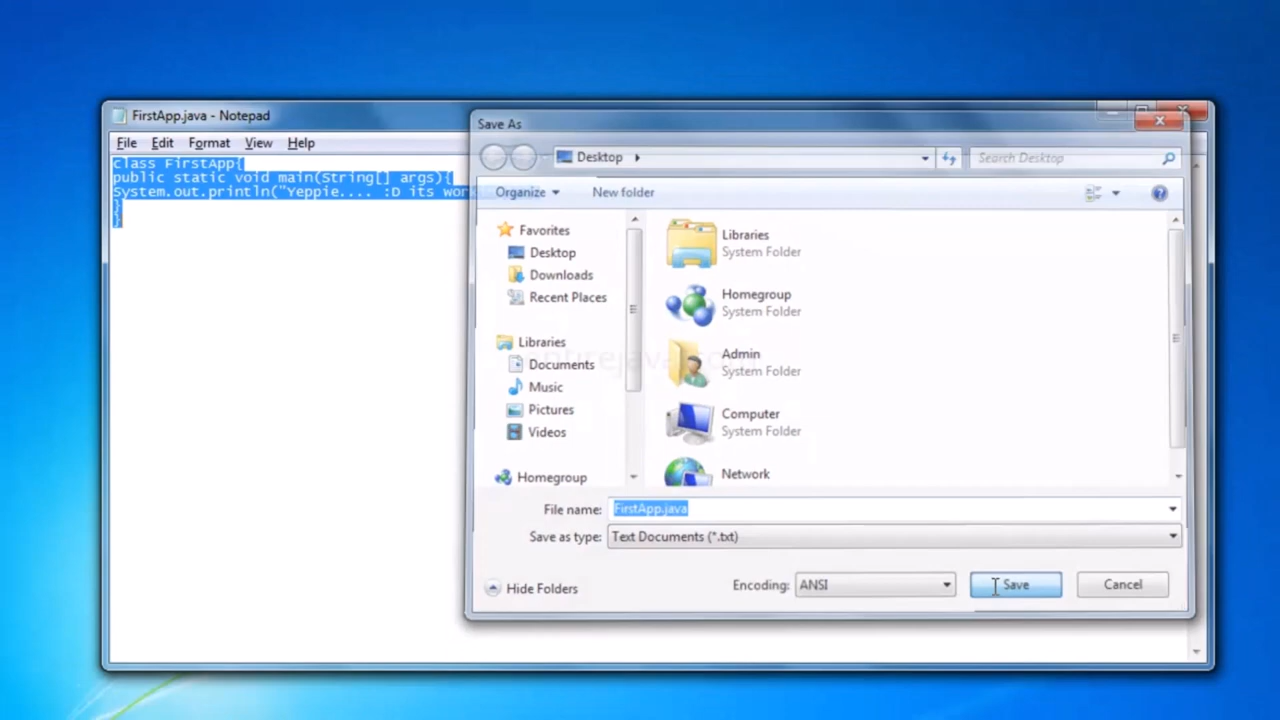 FirstApp.java - Notepad
File Edit Format View Help
class FirstApp{
public static void main(String[] args){
System.out.println("Yeppie.... :D its
}
}
Save As
Desktop
Search Desktop
Organize
New folder
Favorites
Desktop
Downloads
Recent Places
Libraries
Documents
Music
Pictures
Videos
Homegroup
Libraries
System Folder
Homegroup
System Folder
Admin
System Folder
Computer
System Folder
Network
File name: FirstApp.java
Save as type: Text Documents (*.txt)
Hide Folders
Encoding: ANSI
Save
Cancel